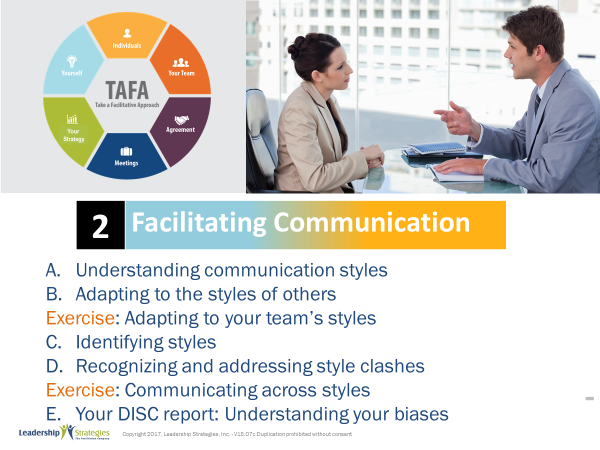 Individuals
Yourself
Your Team
TAFA
Take a Facilitative Approach
Your
Strategy
Agreement
Meetings
2 Facilitating Communication
A. Understanding communication styles
B. Adapting to the styles of others
Exercise: Adapting to your team's styles
C. Identifying styles
D. Recognizing and addressing style clashes
Exercise: Communicating across styles
E. Your DISC report: Understanding your biases
Leadership Strategies
The Facilitation Company
Copyright 2017, Leadership Strategies, Inc. - V15.07c Duplication prohibited without consent